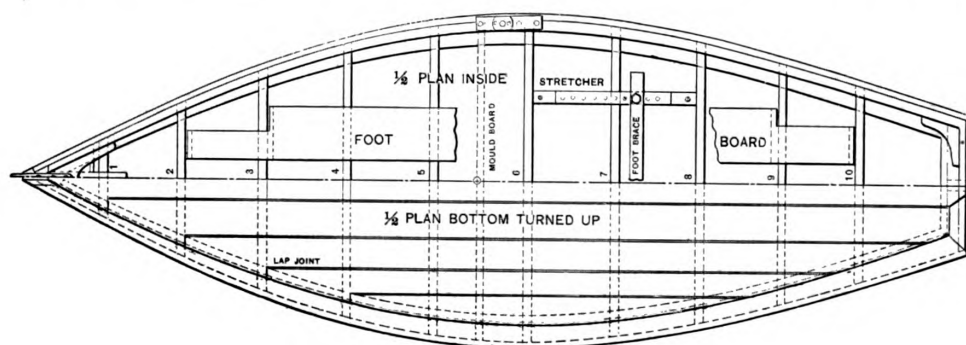 ½ PLAN INSIDE
STRETCHER
FOOT
MOULD BOARD
FOOT BRACE
BOARD
1
2
3
4
5
6
7
8
9
10
½ PLAN BOTTOM TURNED UP
LAP JOINT